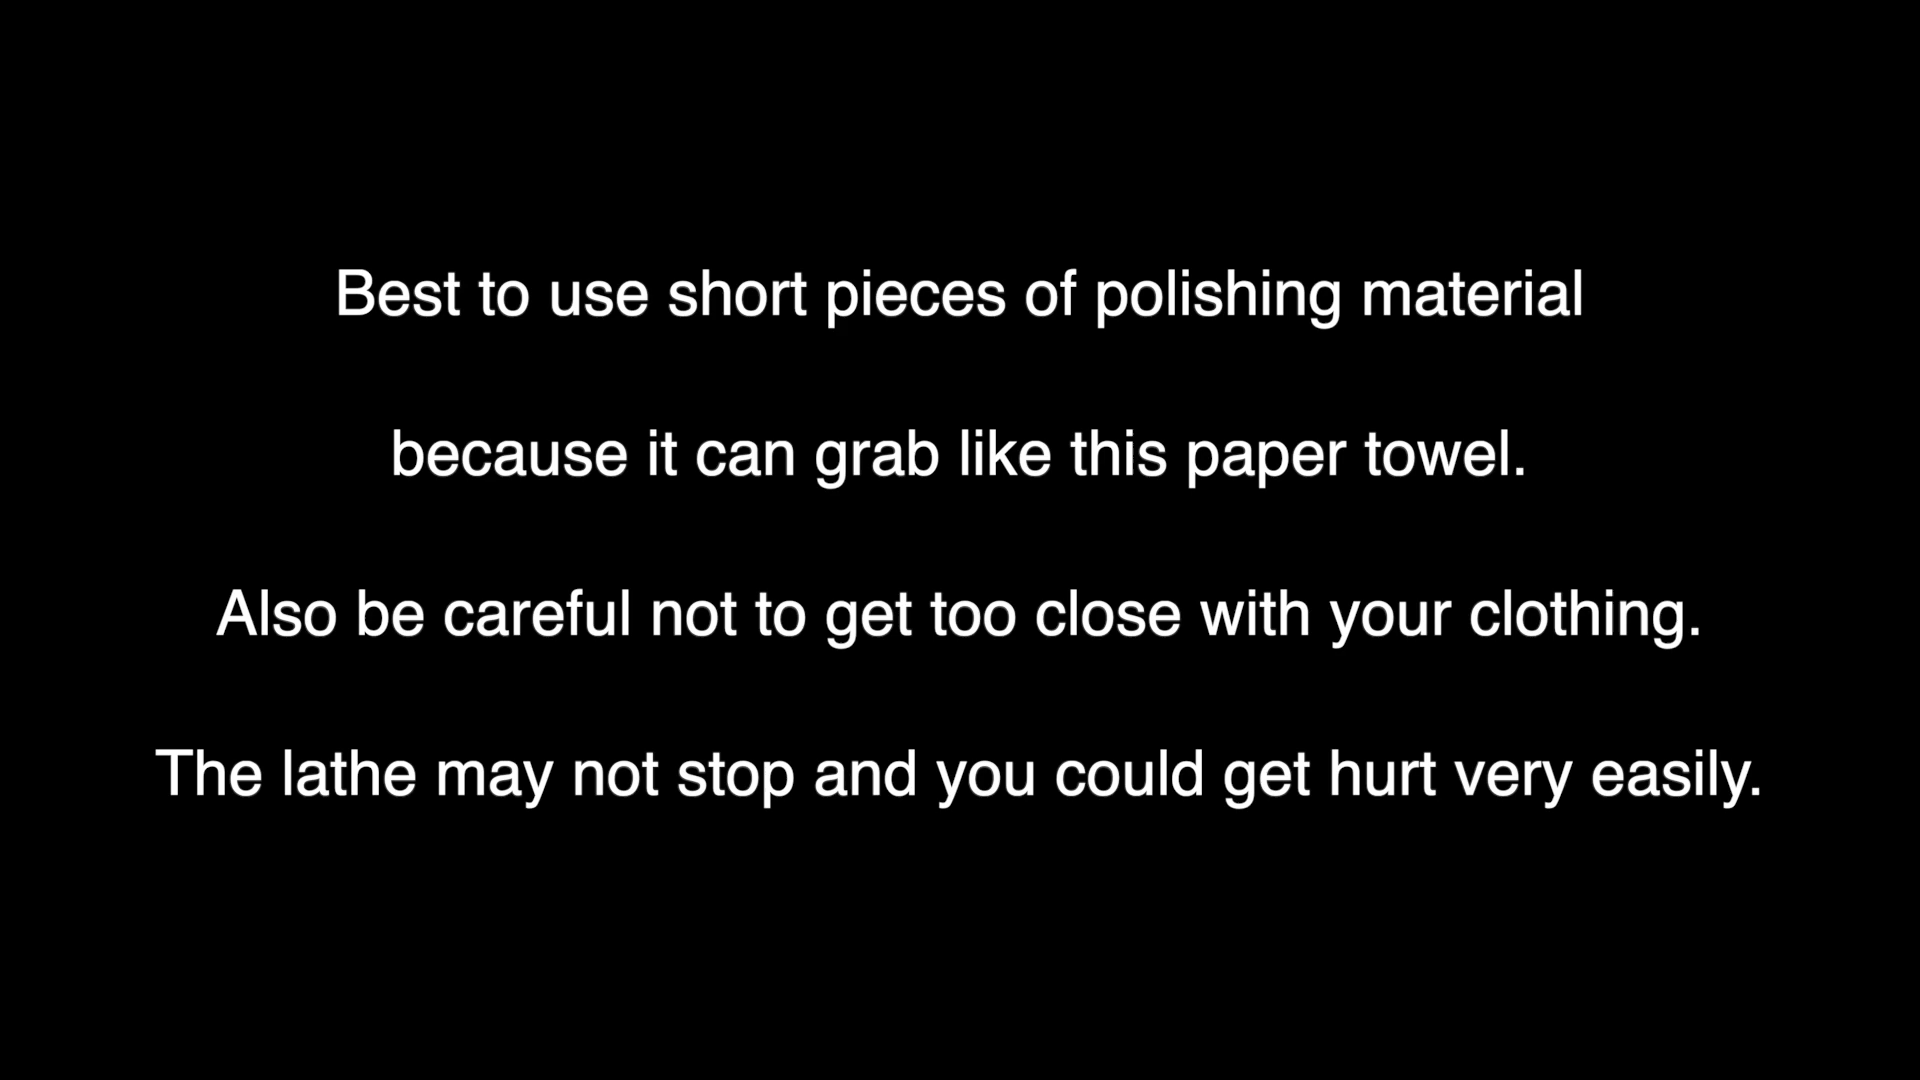 Best to use short pieces of polishing material
because it can grab like this paper towel.
Also be careful not to get too close with your clothing.
The lathe may not stop and you could get hurt very easily.